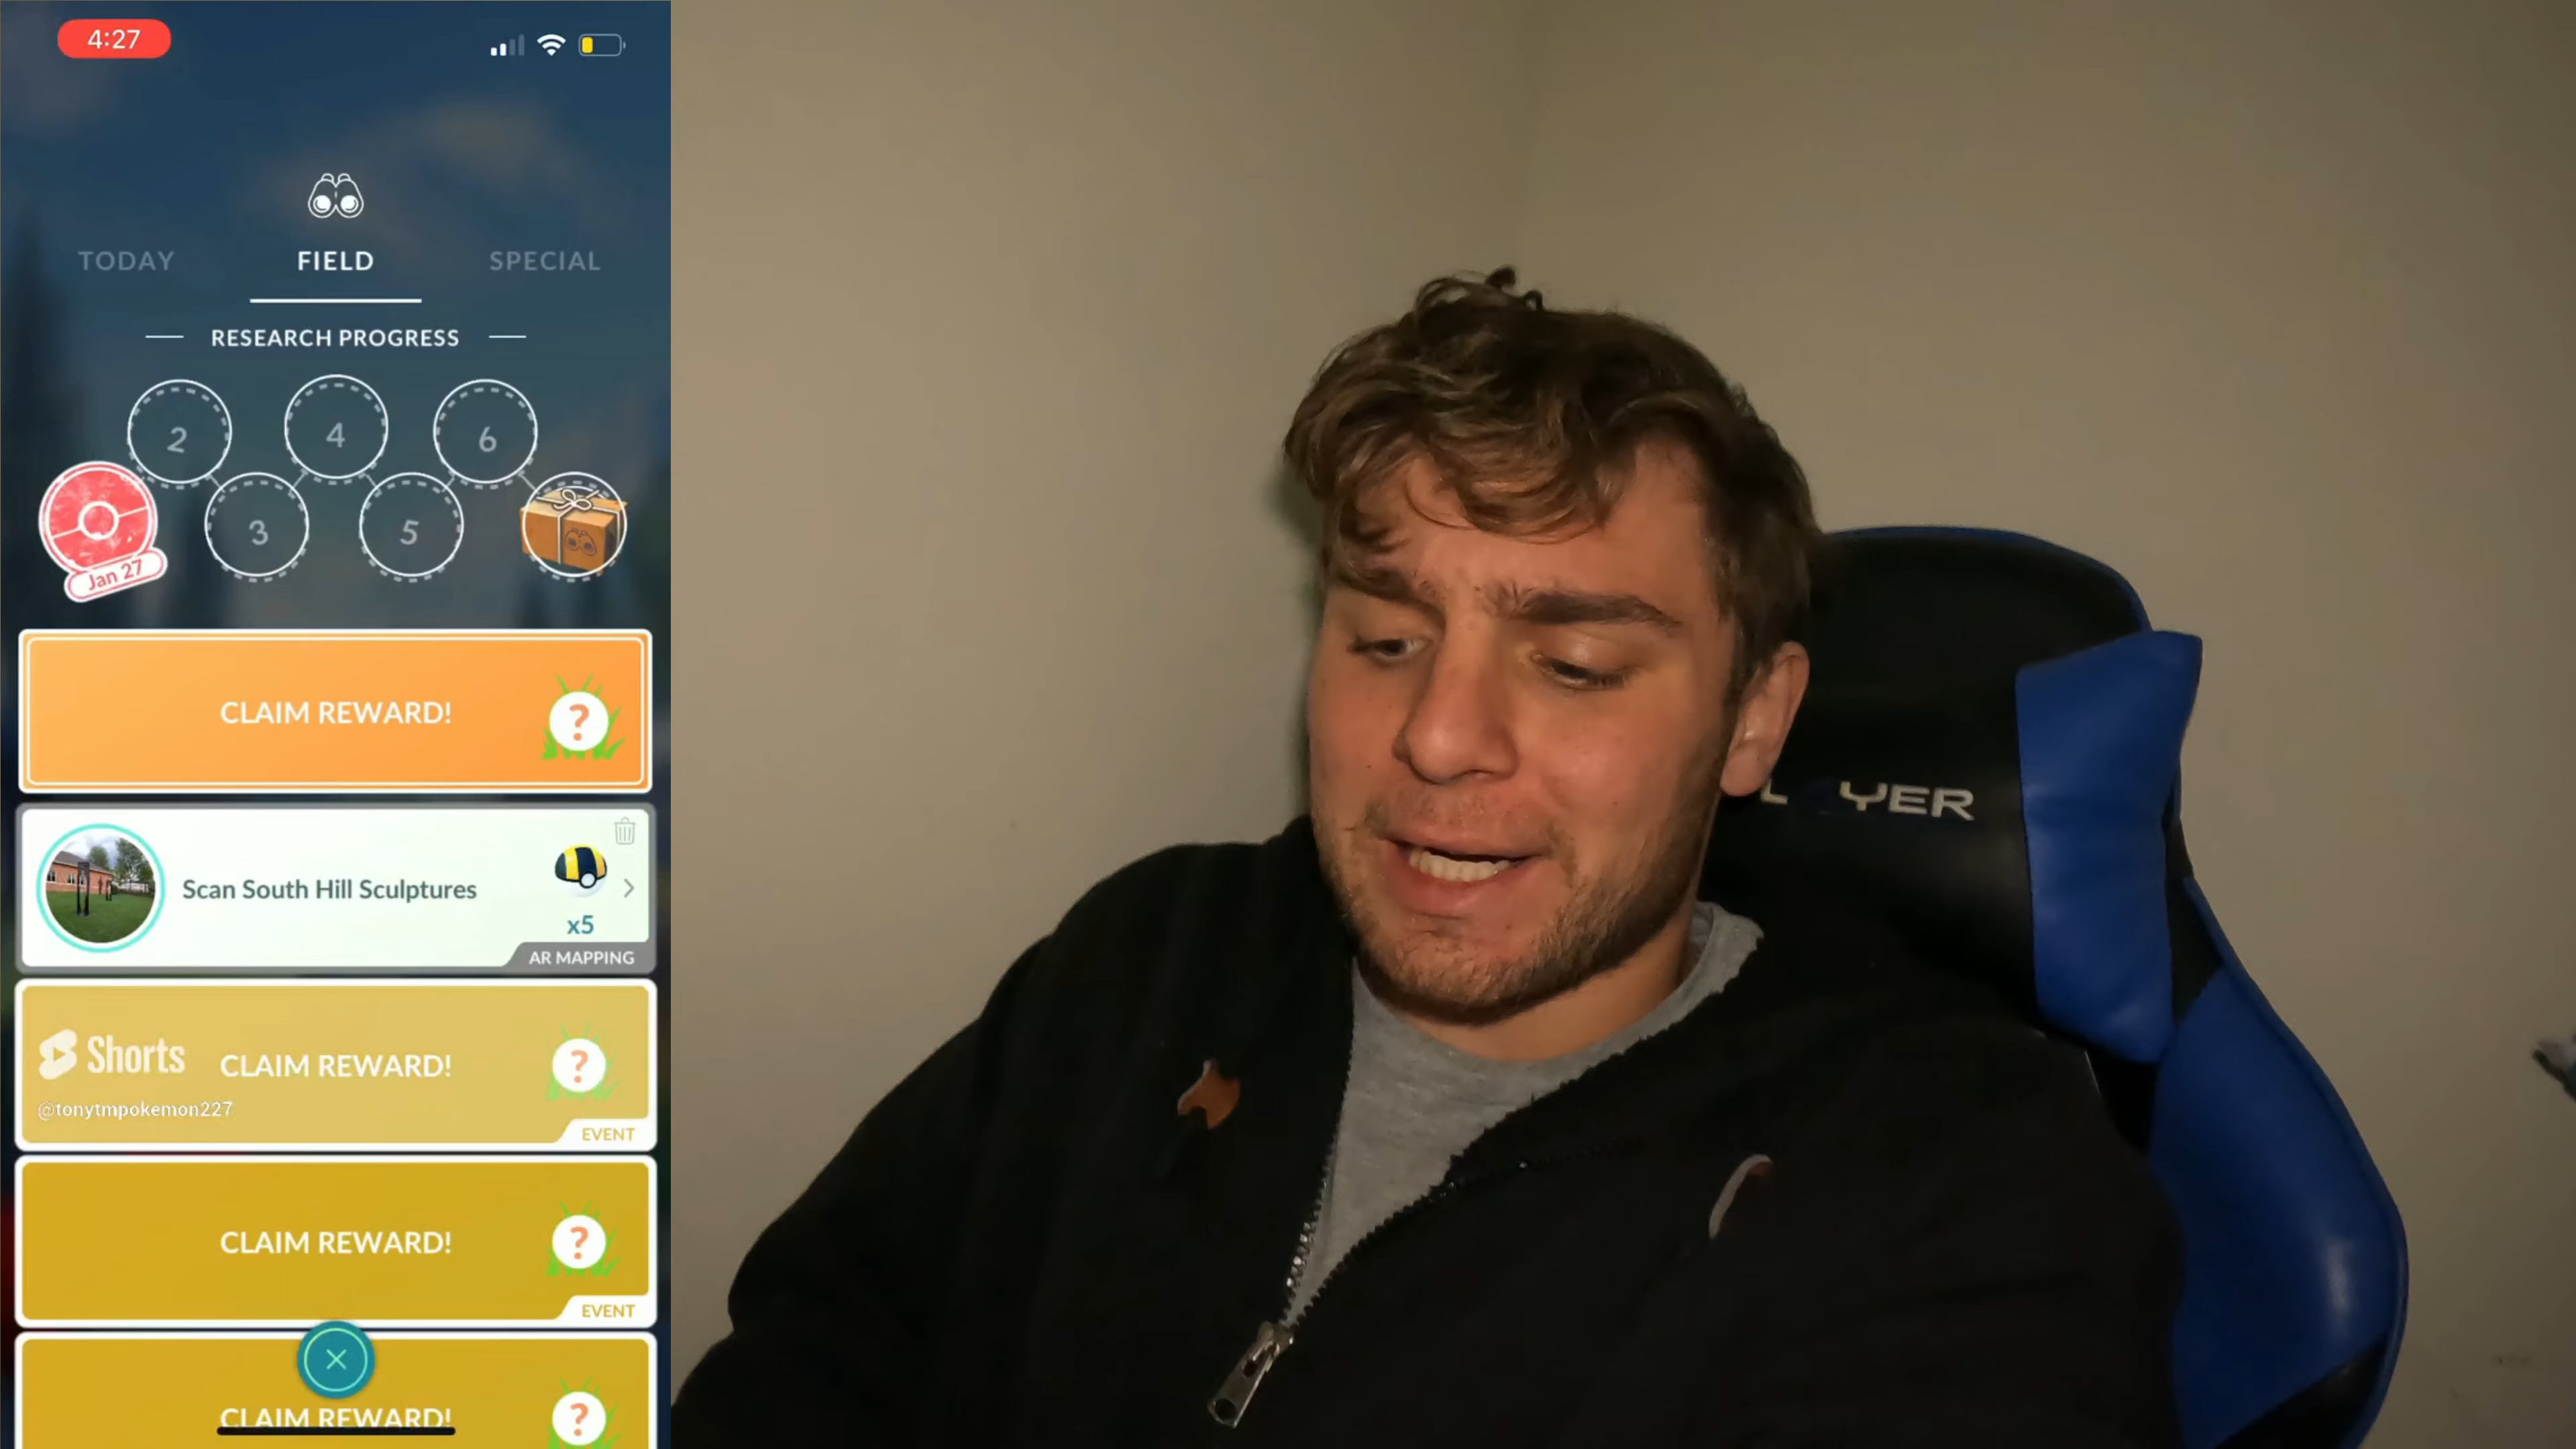 4:27
TODAY
FIELD
SPECIAL
RESEARCH PROGRESS
2
4
6
3
5
Jan 27
CLAIM REWARD!
?
Scan South Hill Sculptures
x5
AR MAPPING
Shorts
CLAIM REWARD!
?
@tonytmpokemon227
EVENT
CLAIM REWARD!
?
EVENT
CLAIM REWARD!
?
YER